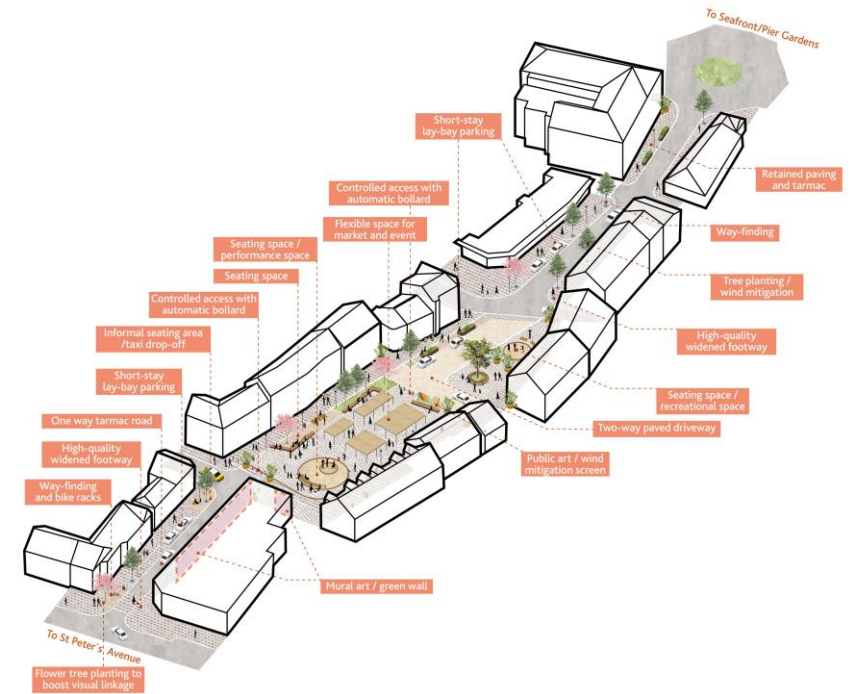 To Seafront/Pier Gardens
Short-stay
lay-bay parking
Retained paving
and tarmac
Controlled access with
automatic bollard
Flexible space for
market and event
Way-finding
Seating space /
performance space
Seating space
Tree planting /
wind mitigation
Controlled access with
automatic bollard
Informal seating area
/taxi drop-off
High-quality
widened footway
Short-stay
lay-bay parking
Seating space /
recreational space
One way tarmac road
Two-way paved driveway
High-quality
widened footway
Public art / wind
mitigation screen
Way-finding
and bike racks
Mural art / green wall
To St Peter's Avenue
Flower tree planting to
boost visual linkage